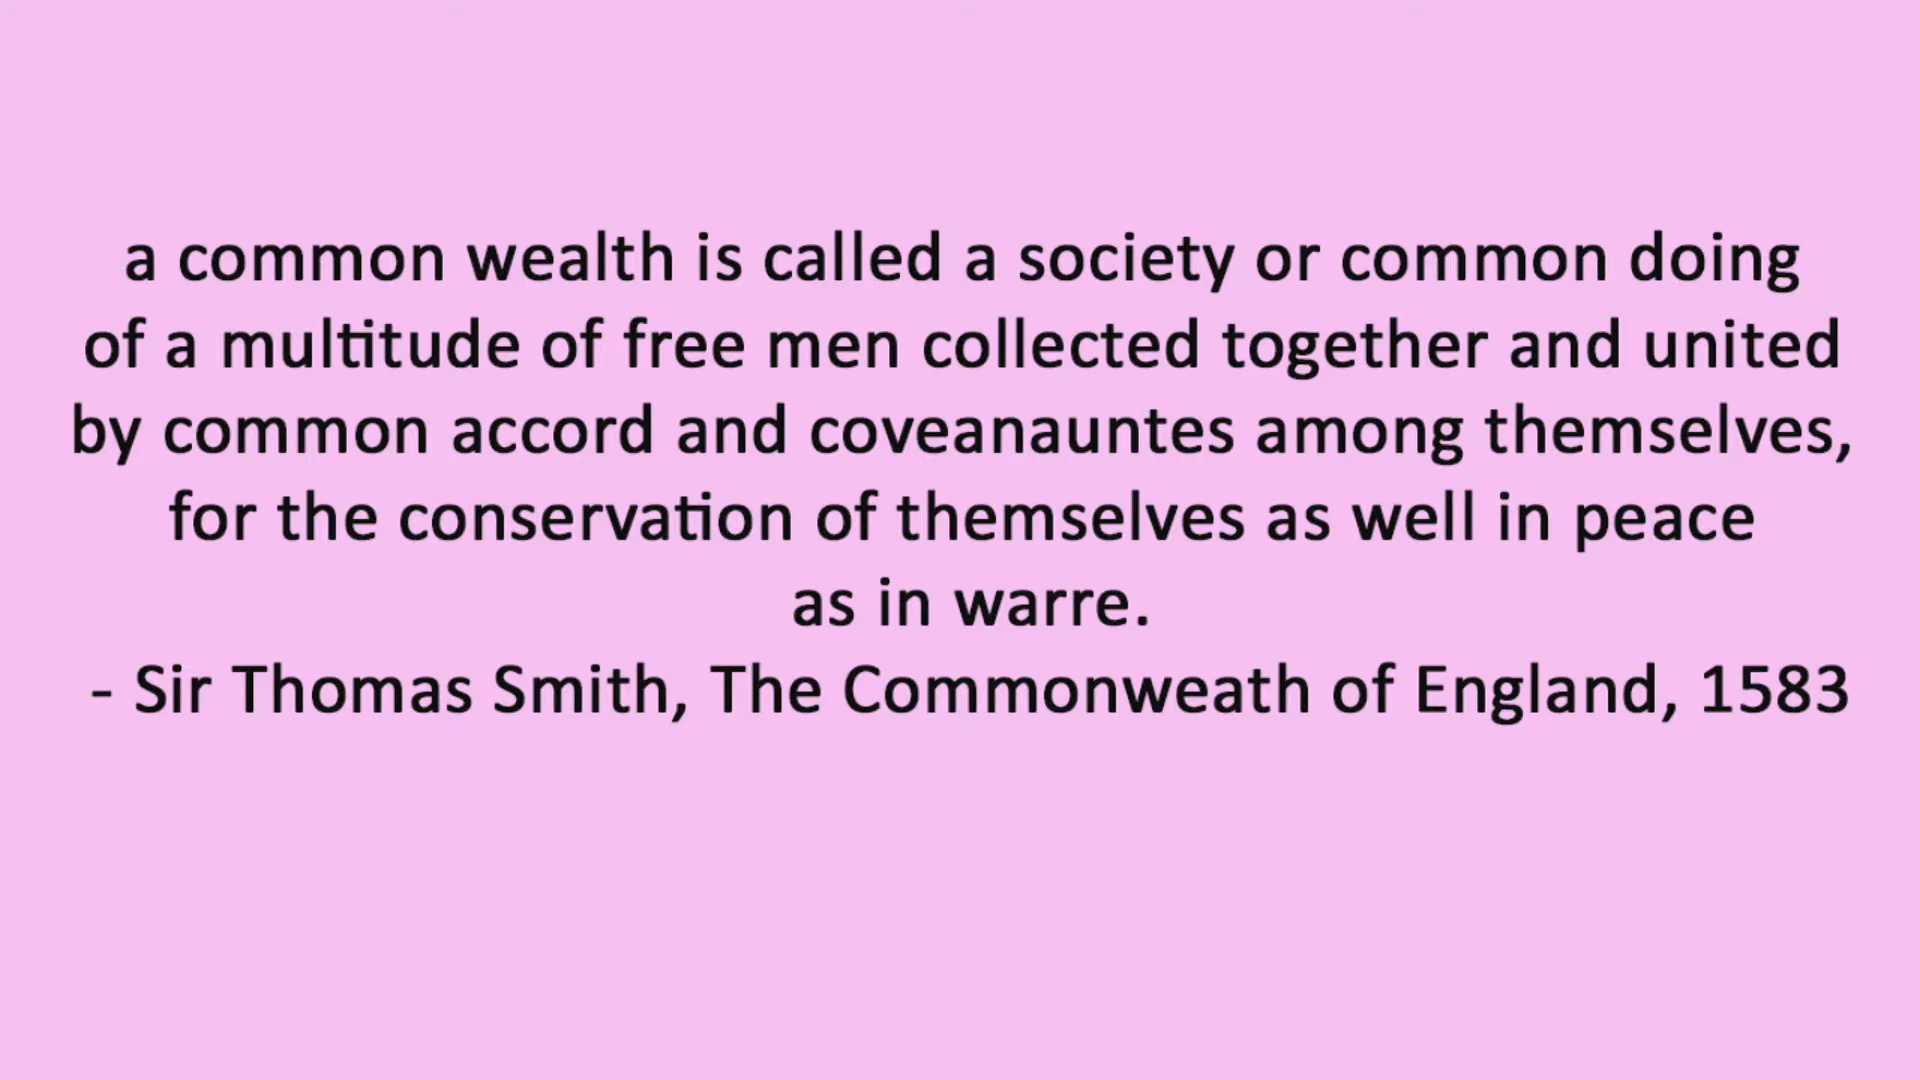 a common wealth is called a society or common doing
of a multitude of free men collected together and united
by common accord and coveanauntes among themselves,
for the conservation of themselves as well in peace
as in warre.
- Sir Thomas Smith, The Commonweath of England, 1583